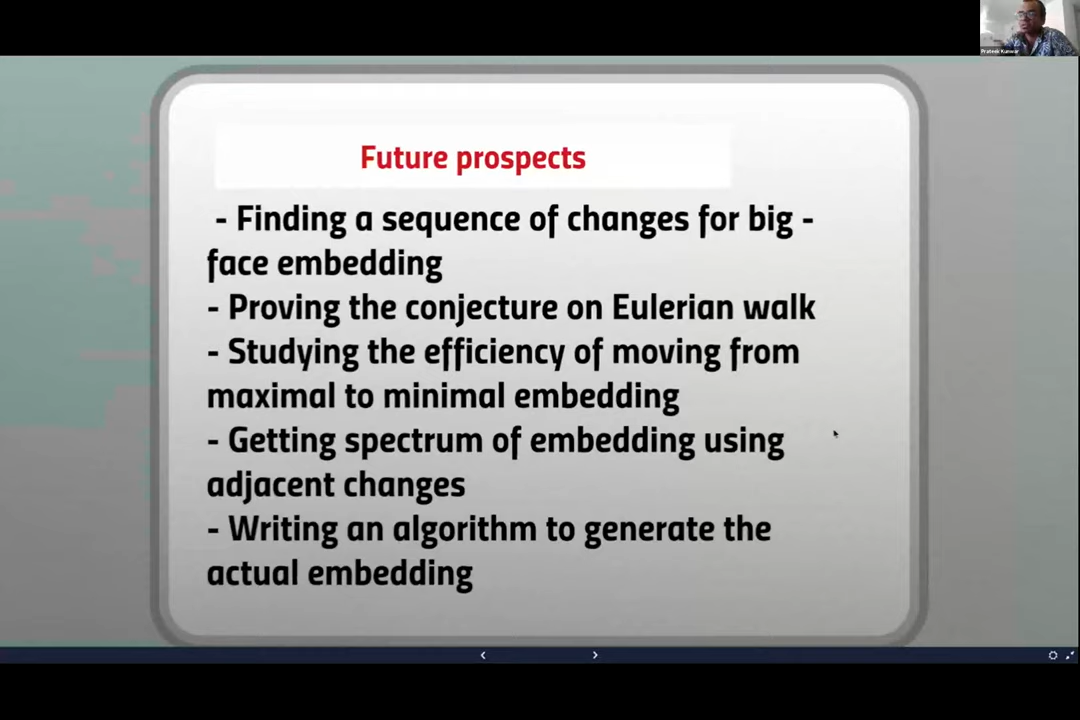 Prateek Kunwar
Future prospects
- Finding a sequence of changes for big -
face embedding
- Proving the conjecture on Eulerian walk
- Studying the efficiency of moving from
maximal to minimal embedding
- Getting spectrum of embedding using
adjacent changes
- Writing an algorithm to generate the
actual embedding